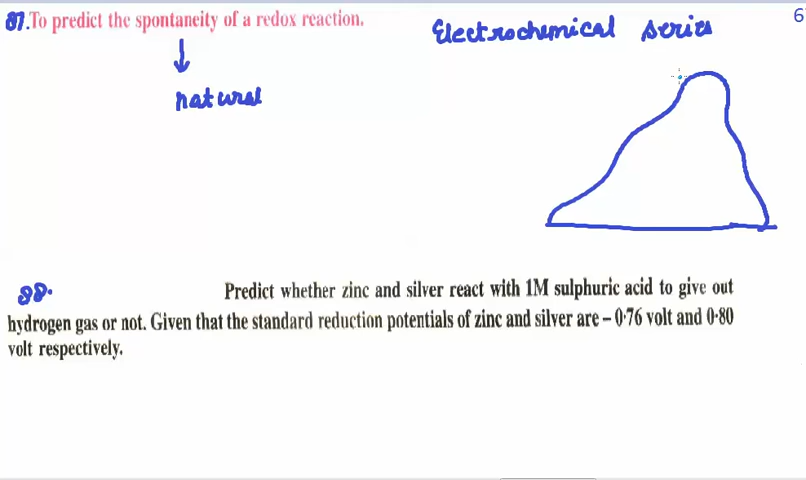 87. To predict the spontaneity of a redox reaction.
Electrochemical series
6
natural
88. Predict whether zinc and silver react with 1M sulphuric acid to give out
hydrogen gas or not. Given that the standard reduction potentials of zinc and silver are – 0·76 volt and 0·80
volt respectively.